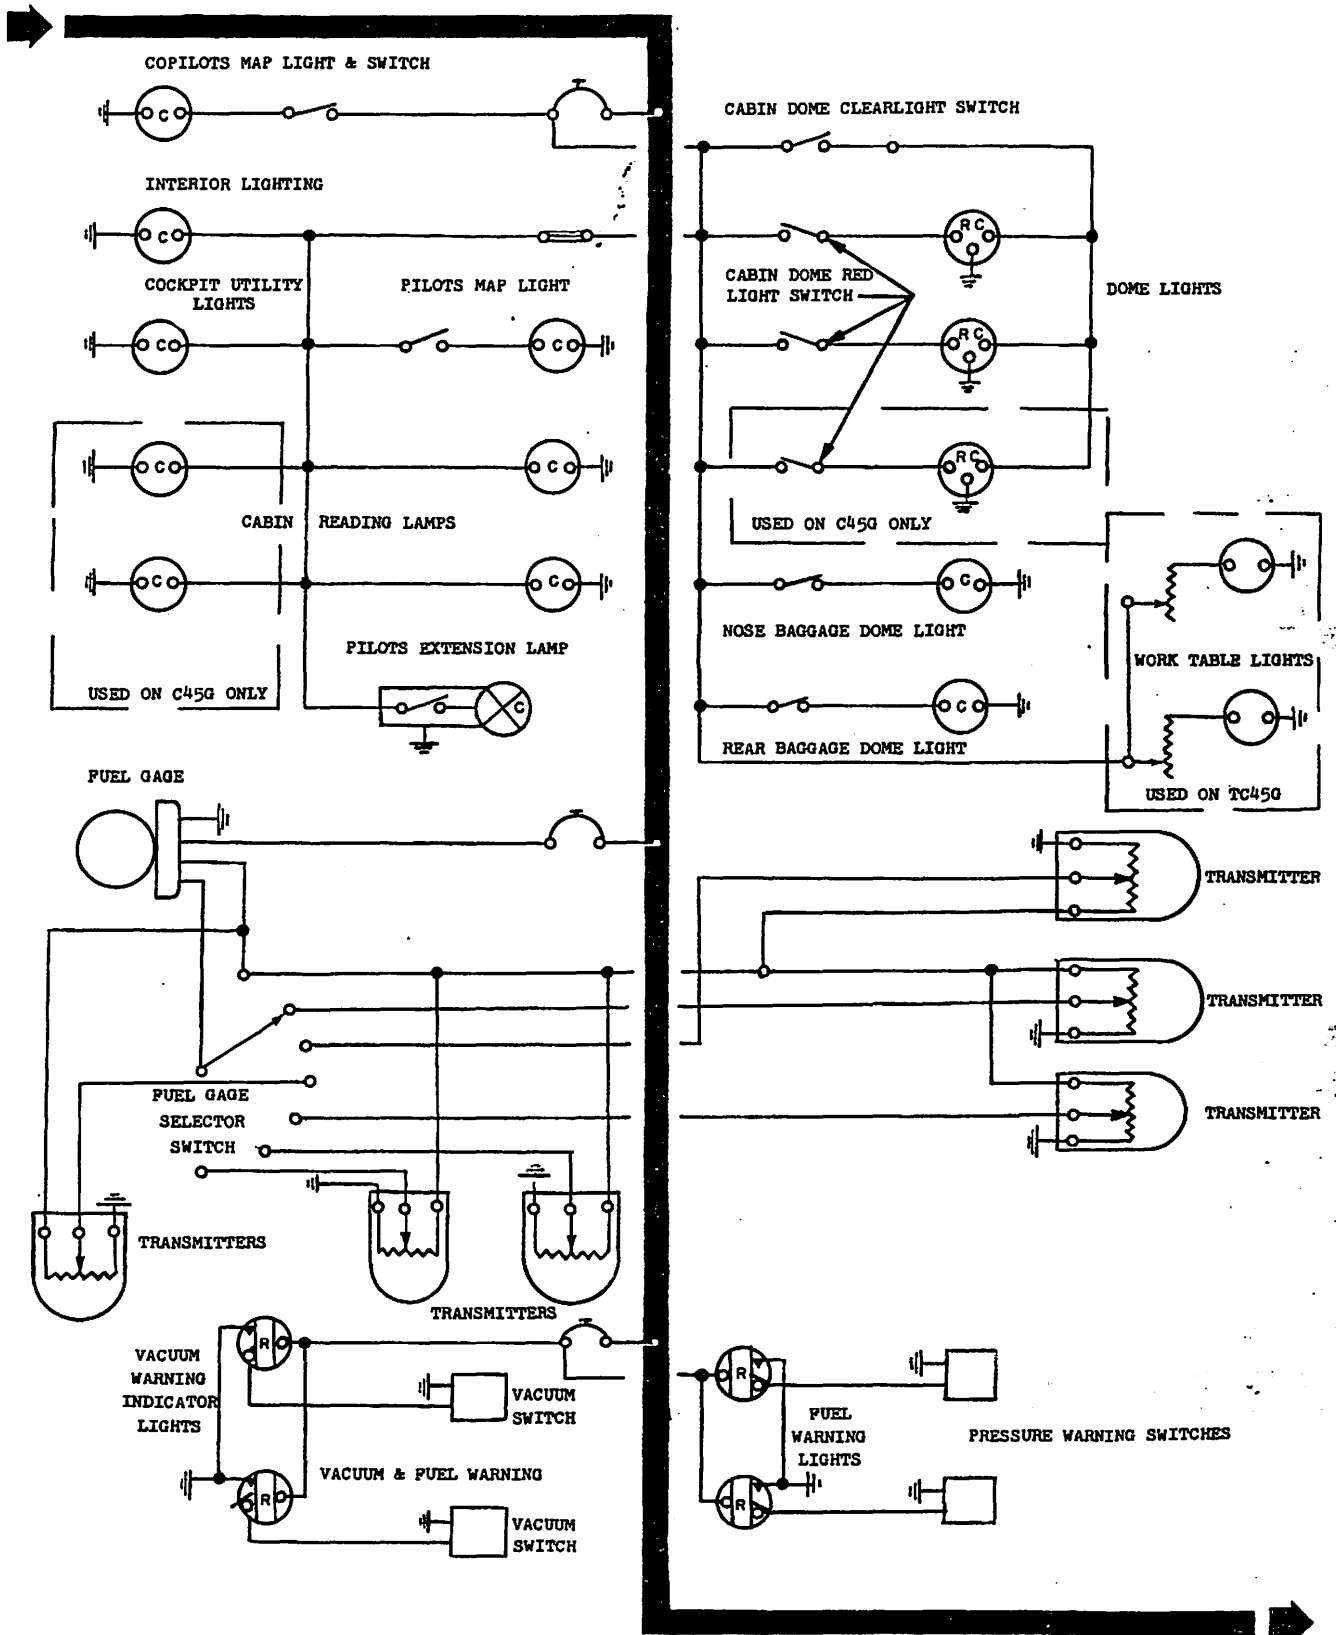 COPILOTS MAP LIGHT & SWITCH
C
CABIN DOME CLEARLIGHT SWITCH
INTERIOR LIGHTING
C
R C
COCKPIT UTILITY
LIGHTS
PILOTS MAP LIGHT
CABIN DOME RED
LIGHT SWITCH
DOME LIGHTS
C
C
R C
C
C
R C
CABIN READING LAMPS
USED ON C45G ONLY
C
C
C
NOSE BAGGAGE DOME LIGHT
PILOTS EXTENSION LAMP
WORK TABLE LIGHTS
USED ON C45G ONLY
C
C
REAR BAGGAGE DOME LIGHT
USED ON TC45G
FUEL GAGE
TRANSMITTER
TRANSMITTER
FUEL GAGE
SELECTOR
SWITCH
TRANSMITTER
TRANSMITTERS
TRANSMITTERS
R
VACUUM
WARNING
INDICATOR
LIGHTS
VACUUM
SWITCH
R
FUEL
WARNING
LIGHTS
PRESSURE WARNING SWITCHES
VACUUM & FUEL WARNING
R
R
VACUUM
SWITCH